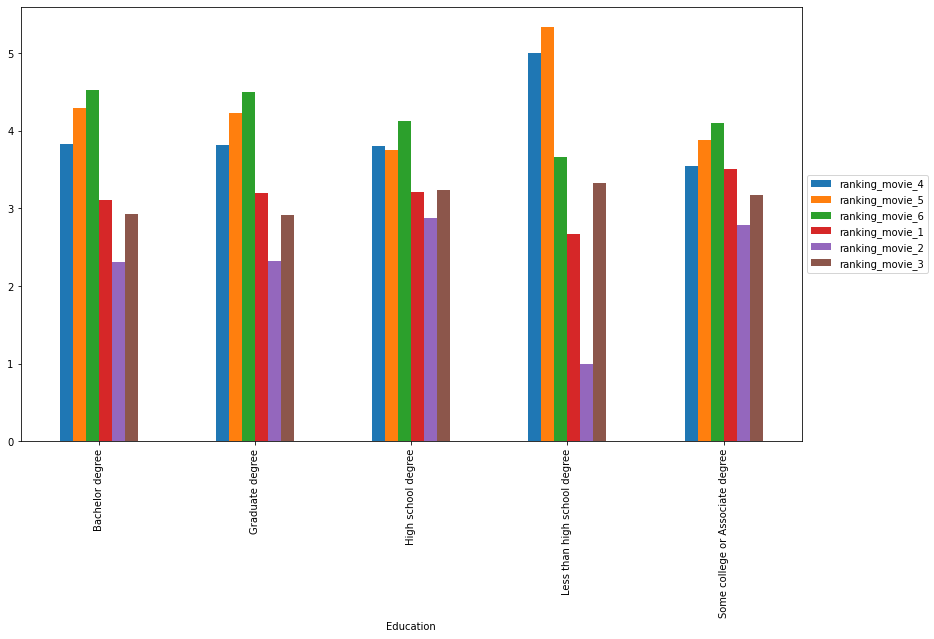 5
4
3
2
1
0
Bachelor degree
Graduate degree
High school degree
Less than high school degree
Some college or Associate degree
Education
ranking_movie_4
ranking_movie_5
ranking_movie_6
ranking_movie_1
ranking_movie_2
ranking_movie_3